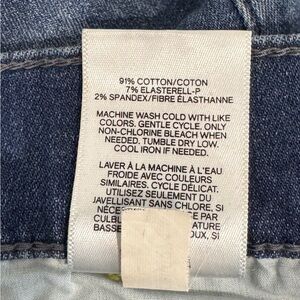 91% COTTON/COTON
7% ELASTERELL-P
2% SPANDEX/FIBRE ÉLASTHANNE
MACHINE WASH COLD WITH LIKE
COLORS. GENTLE CYCLE. ONLY
NON-CHLORINE BLEACH WHEN
NEEDED. TUMBLE DRY LOW.
COOL IRON IF NEEDED.
LAVER À LA MACHINE À L'EAU
FROIDE AVEC COULEURS
SIMILAIRES. CYCLE DÉLICAT.
UTILISEZ SEULEMENT DU
JAVELLISANT SANS CHLORE, SI
BASSE
SI